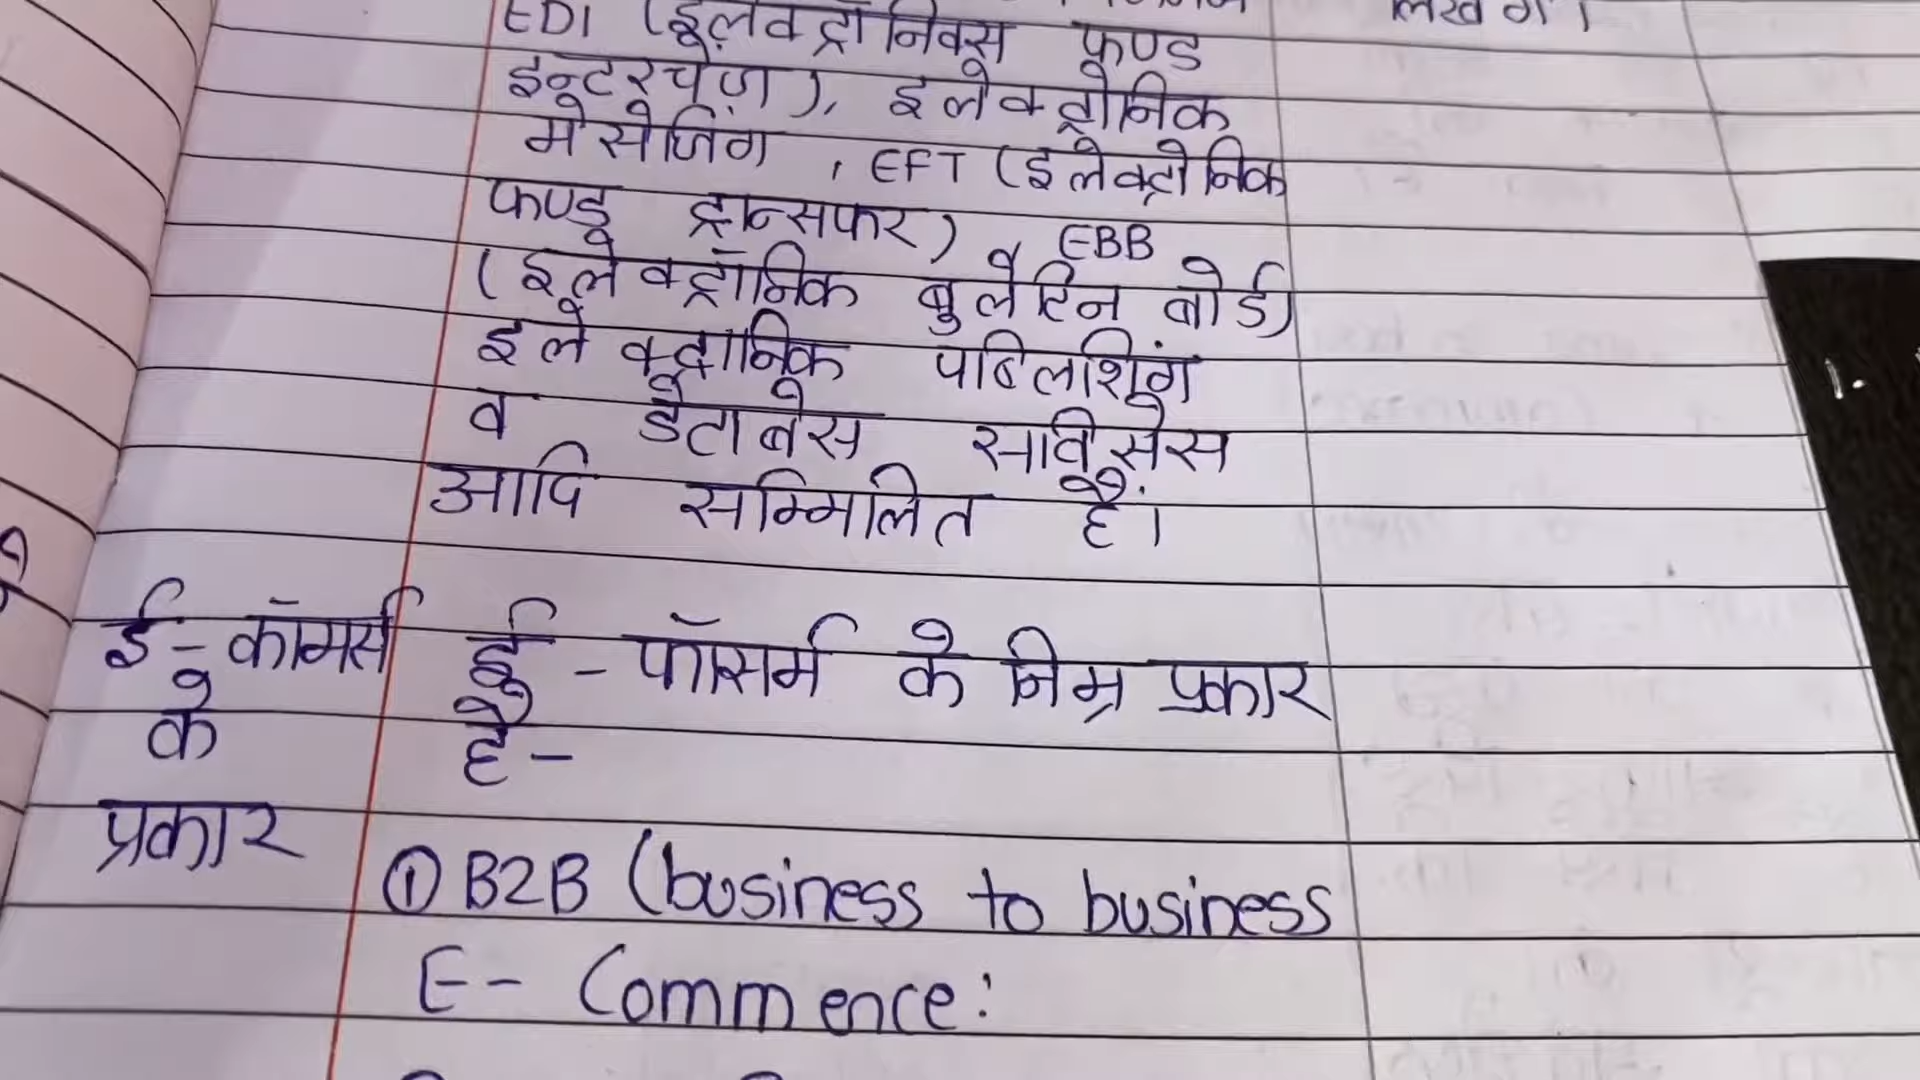 EDI (इलेक्ट्रॉनिक्स फण्ड
लिखेंगे।
इन्टरचेंज), इलेक्ट्रोनिक
मेसेजिंग , EFT (इलेक्ट्रोनिक
फण्ड ट्रान्सफर) व EBB
(इलेक्ट्रॉनिक बुलेटिन बोर्ड)
इलेक्ट्रॉनिक पब्लिशिंग
व डेटाबेस सर्विसेस
आदि सम्मिलित हैं।
ई-कॉमर्स
के
प्रकार
ई-फॉसर्म के निम्न प्रकार
है-
① B2B (business to business
E- Commence: